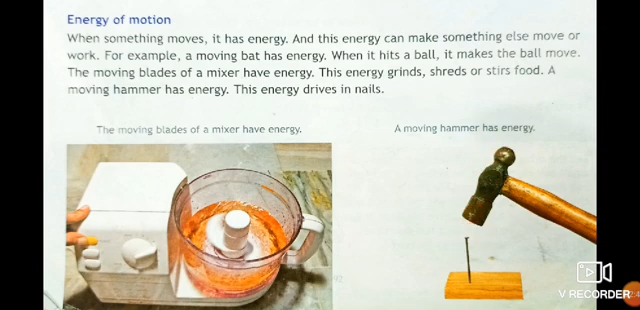 Energy of motion
When something moves, it has energy. And this energy can make something else move or
work. For example, a moving bat has energy. When it hits a ball, it makes the ball move.
The moving blades of a mixer have energy. This energy grinds, shreds or stirs food. A
moving hammer has energy. This energy drives in nails.
The moving blades of a mixer have energy.
A moving hammer has energy.
V RECORDER